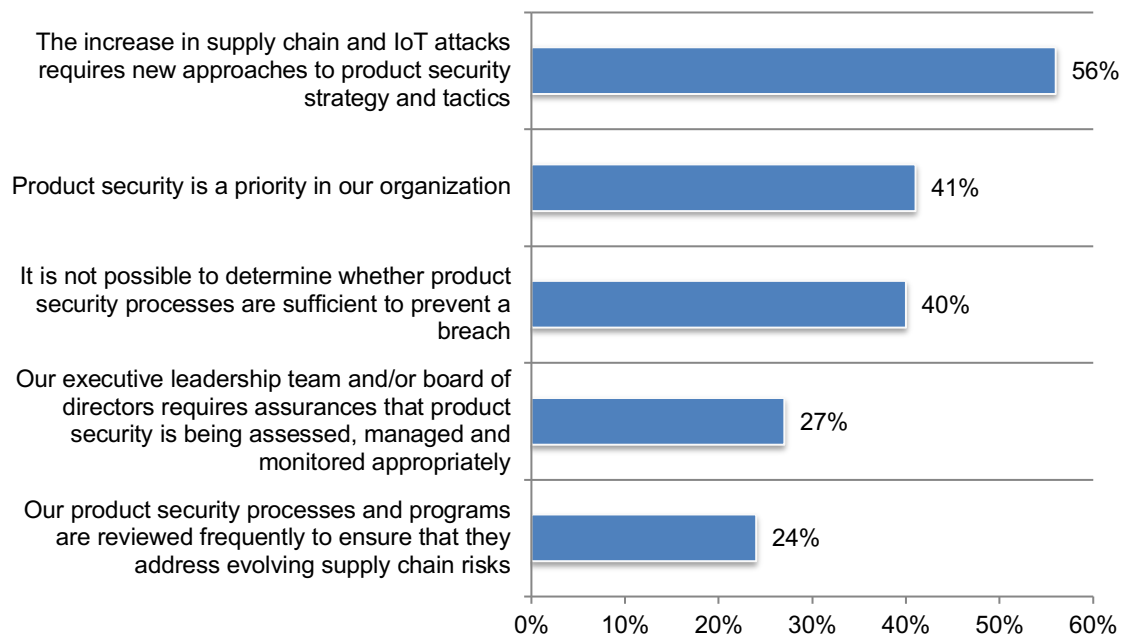 The increase in supply chain and IoT attacks
requires new approaches to product security
strategy and tactics
56%
Product security is a priority in our organization
41%
It is not possible to determine whether product
security processes are sufficient to prevent a
breach
40%
Our executive leadership team and/or board of
directors requires assurances that product
security is being assessed, managed and
monitored appropriately
27%
Our product security processes and programs
are reviewed frequently to ensure that they
address evolving supply chain risks
24%
0% 10% 20% 30% 40% 50% 60%